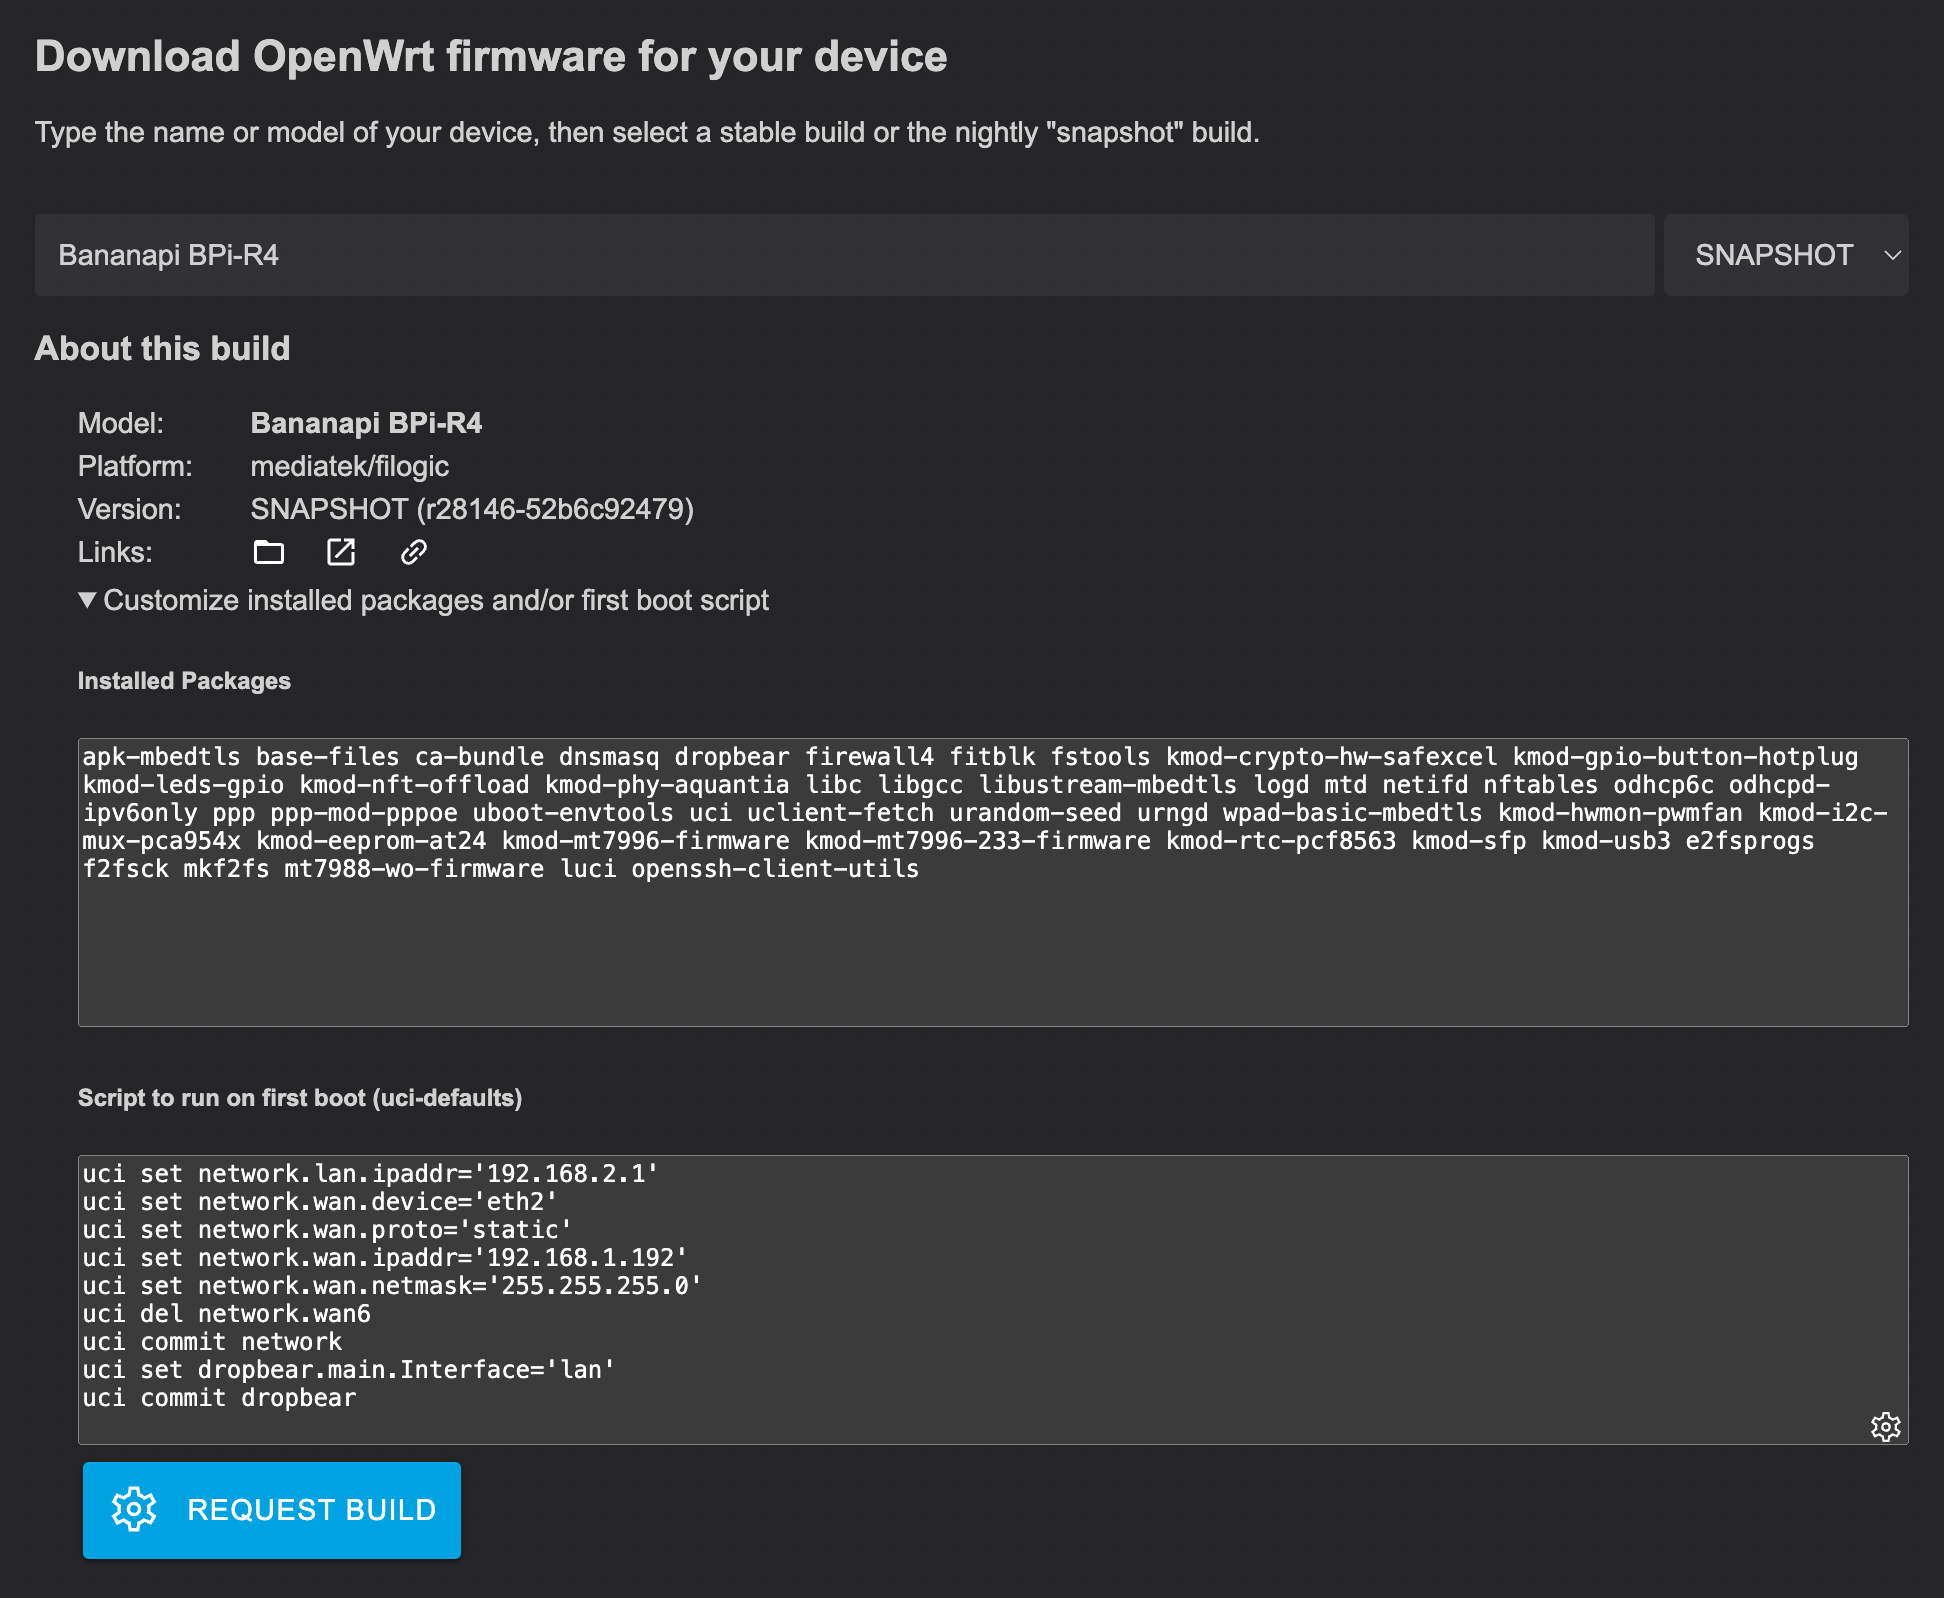 Download OpenWrt firmware for your device
Type the name or model of your device, then select a stable build or the nightly "snapshot" build.
Bananapi BPi-R4
SNAPSHOT
About this build
Model: Bananapi BPi-R4
Platform: mediatek/filogic
Version: SNAPSHOT (r28146-52b6c92479)
Links:
Customize installed packages and/or first boot script
Installed Packages
apk-mbedtls base-files ca-bundle dnsmasq dropbear firewall4 fitblk fstools kmod-crypto-hw-safexcel kmod-gpio-button-hotplug
kmod-leds-gpio kmod-nft-offload kmod-phy-aquantia libc libgcc libustream-mbedtls logd mtd netifd nftables odhcp6c odhcpd-
ipv6only ppp ppp-mod-pppoe uboot-envtools uci uclient-fetch urandom-seed urngd wpad-basic-mbedtls kmod-hwmon-pwmfan kmod-i2c-
mux-pca954x kmod-eeprom-at24 kmod-mt7996-firmware kmod-mt7996-233-firmware kmod-rtc-pcf8563 kmod-sfp kmod-usb3 e2fsprogs
f2fsck mkf2fs mt7988-wo-firmware luci openssh-client-utils
Script to run on first boot (uci-defaults)
uci set network.lan.ipaddr='192.168.2.1'
uci set network.wan.device='eth2'
uci set network.wan.proto='static'
uci set network.wan.ipaddr='192.168.1.192'
uci set network.wan.netmask='255.255.255.0'
uci del network.wan6
uci commit network
uci set dropbear.main.Interface='lan'
uci commit dropbear
REQUEST BUILD